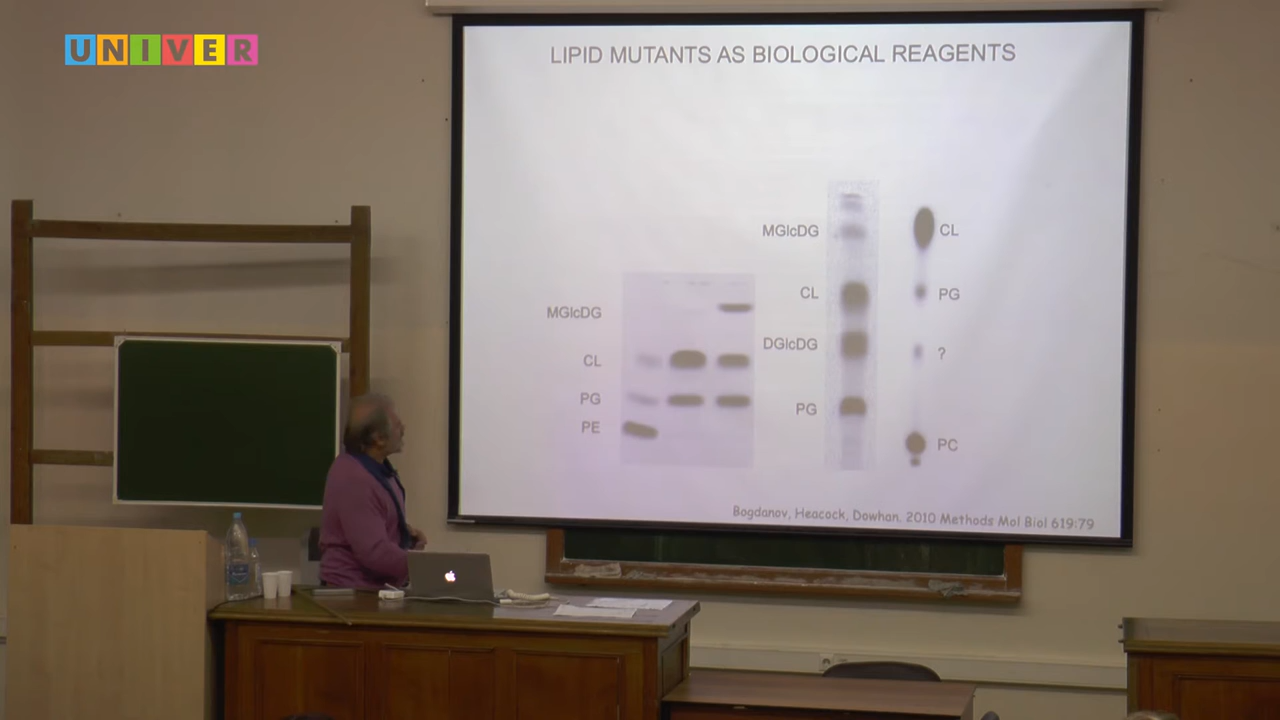 UNIVER
LIPID MUTANTS AS BIOLOGICAL REAGENTS
MGlcDG
CL
PG
PE
MGlcDG
CL
DGlcDG
PG
CL
PG
?
PC
Bogdanov, Heacock, Dowhan. 2010 Methods Mol Biol 619:79